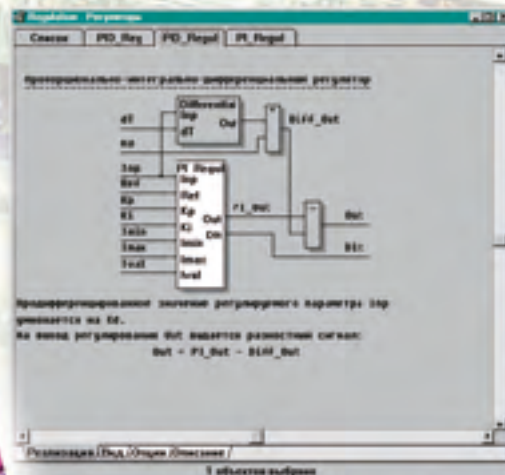 Regulation - Регуляторы
Список PID_Reg PID_Regul PI_Regul
Пропорционально-интегрально-дифференциальный регулятор
Differential
dT Inp Out Diff_Out
dT
Inp PI_Regul
Inp
Ref Ref
Kp Kp PI_Out Out
Ki Ki Out
Imin Imin Dlt Dlt
Imax Imax
Ival Ival
Продифференцированное значение регулируемого параметра Inp
умножается на Kd.
На выход регулирования Out выдается разностный сигнал:
Out = PI_Out - Diff_Out
Реализация Вид Опции Описание
1 объектов выбрано